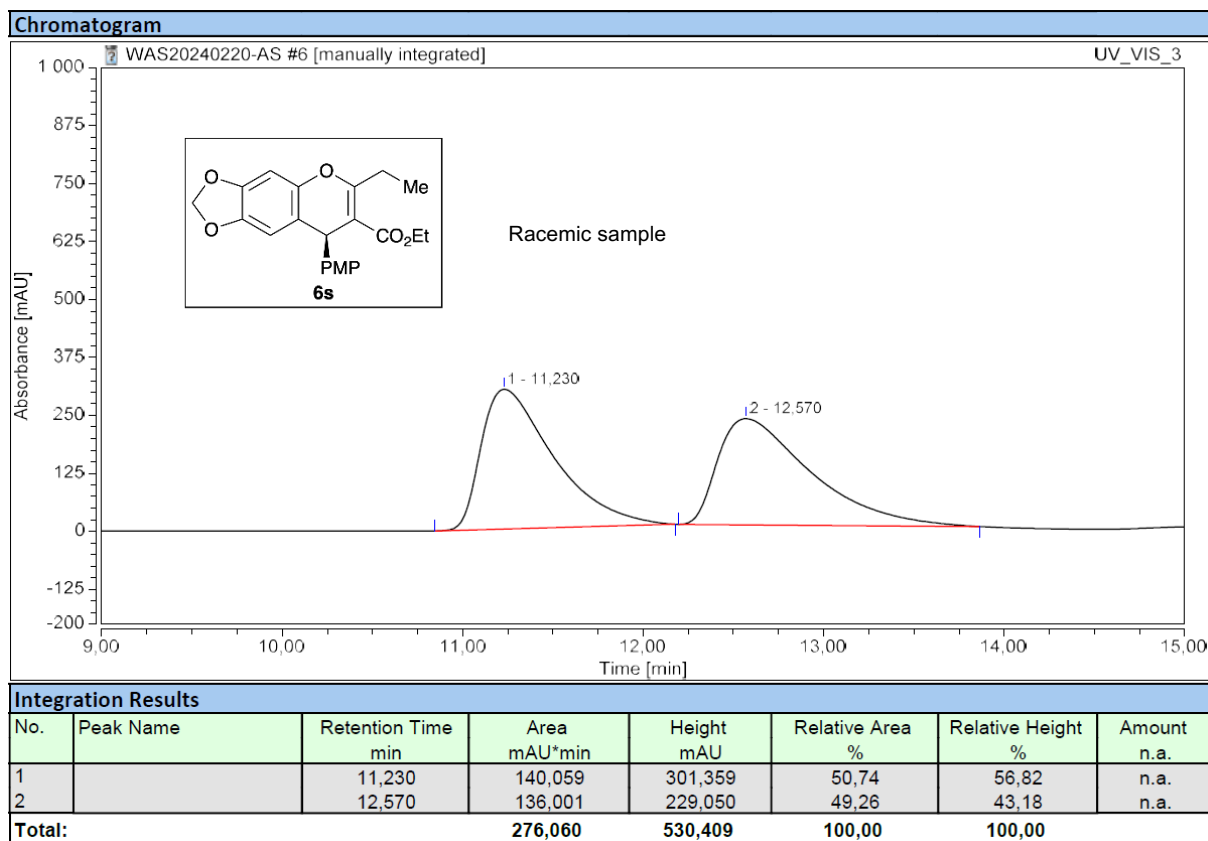 Chromatogram
WAS20240220-AS #6 [manually integrated]
UV_VIS_3
1 000
875
750
625
500
375
250
125
0
-125
-200
Absorbance [mAU]
O
O
O
Me
CO2Et
PMP
6s
Racemic sample
1 - 11,230
2 - 12,570
9,00 10,00 11,00 12,00 13,00 14,00 15,00
Time [min]
Integration Results
No. Peak Name Retention Time Area Height Relative Area Relative Height Amount
min mAU*min mAU % % n.a.
1 11,230 140,059 301,359 50,74 56,82 n.a.
2 12,570 136,001 229,050 49,26 43,18 n.a.
Total: 276,060 530,409 100,00 100,00